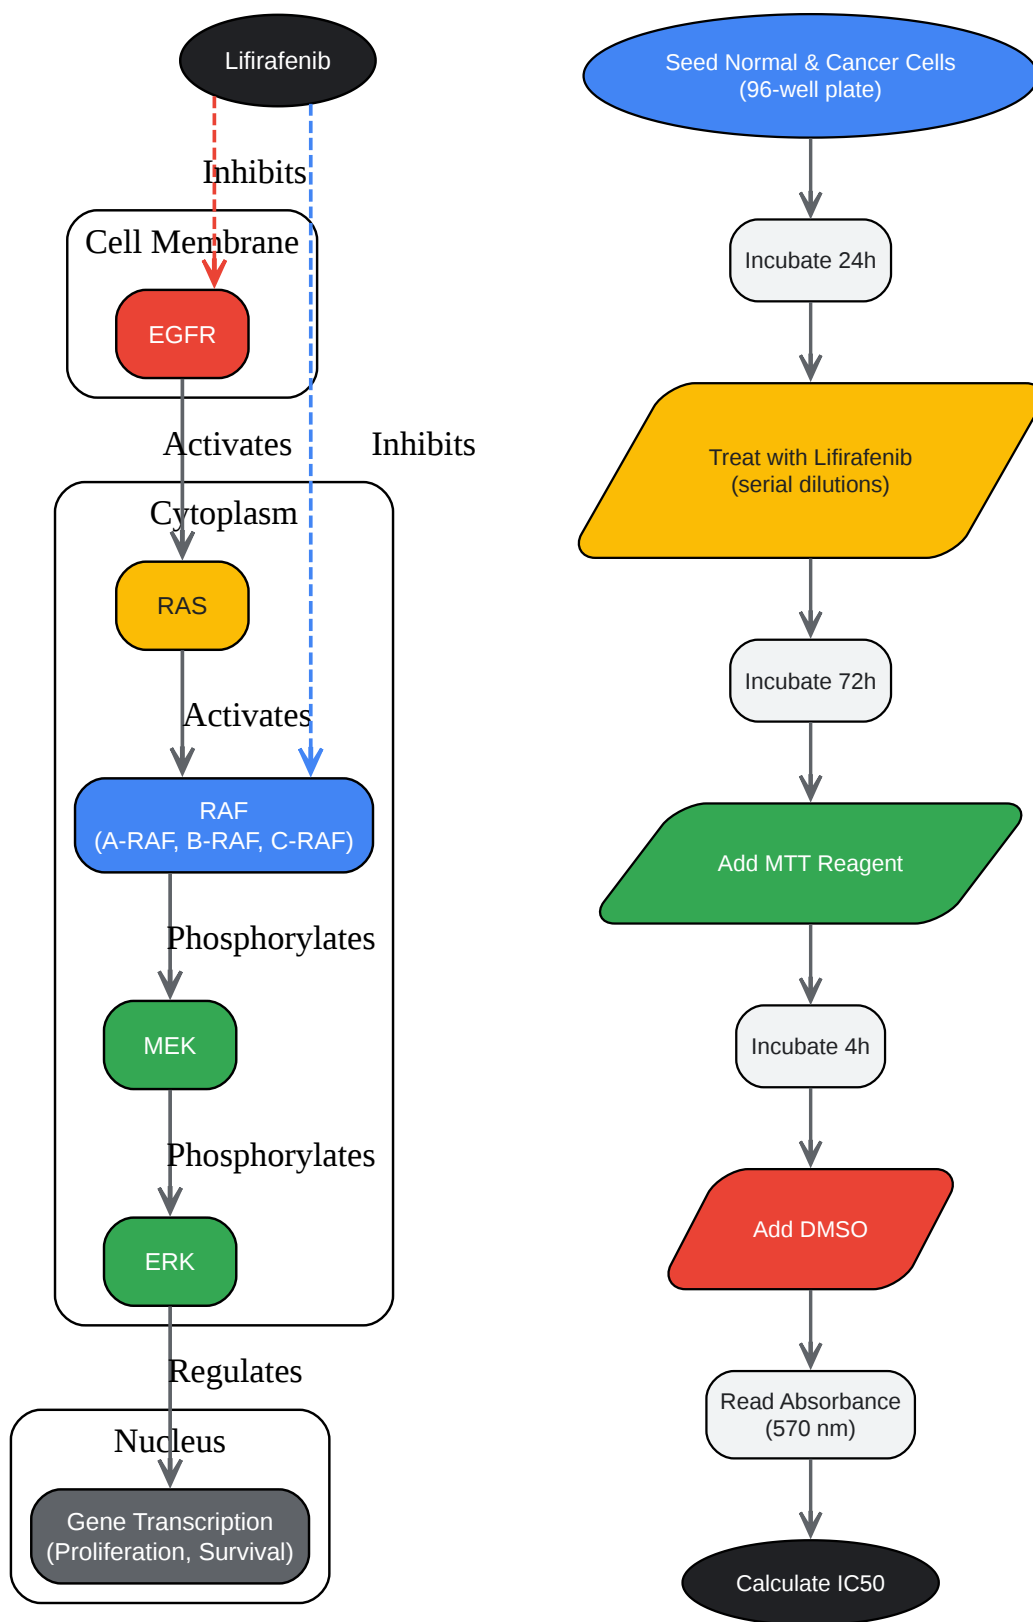 Lifirafenib
Inhibits
Cell Membrane
EGFR
Activates
Inhibits
Cytoplasm
RAS
Activates
RAF
(A-RAF, B-RAF, C-RAF)
Phosphorylates
MEK
Phosphorylates
ERK
Regulates
Nucleus
Gene Transcription
(Proliferation, Survival)
Seed Normal & Cancer Cells
(96-well plate)
Incubate 24h
Treat with Lifirafenib
(serial dilutions)
Incubate 72h
Add MTT Reagent
Incubate 4h
Add DMSO
Read Absorbance
(570 nm)
Calculate IC50